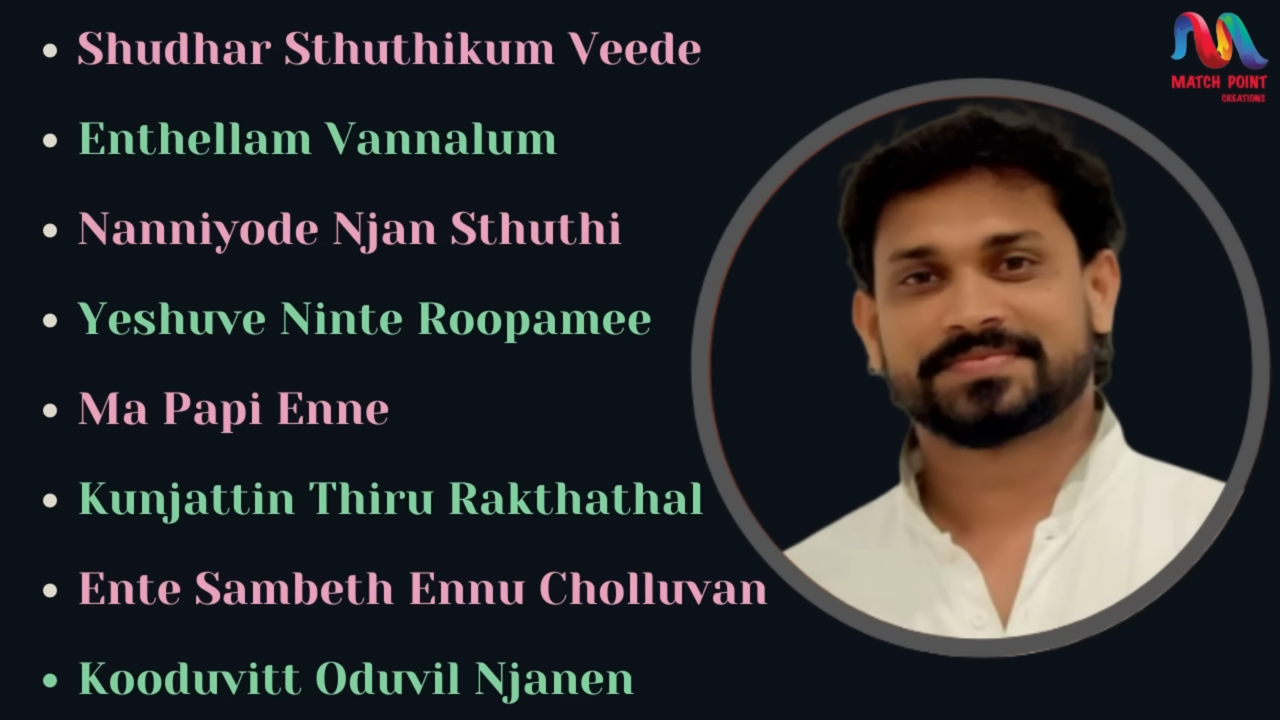 Shudhar Sthuthikum Veede
Enthellam Vannalum
Nanniyode Njan Sthuthi
Yeshuve Ninte Roopamee
Ma Papi Enne
Kunjattin Thiru Rakthathal
Ente Sambeth Ennu Cholluvan
Kooduvitt Oduvil Njanen
MATCH POINT
CREATIONS